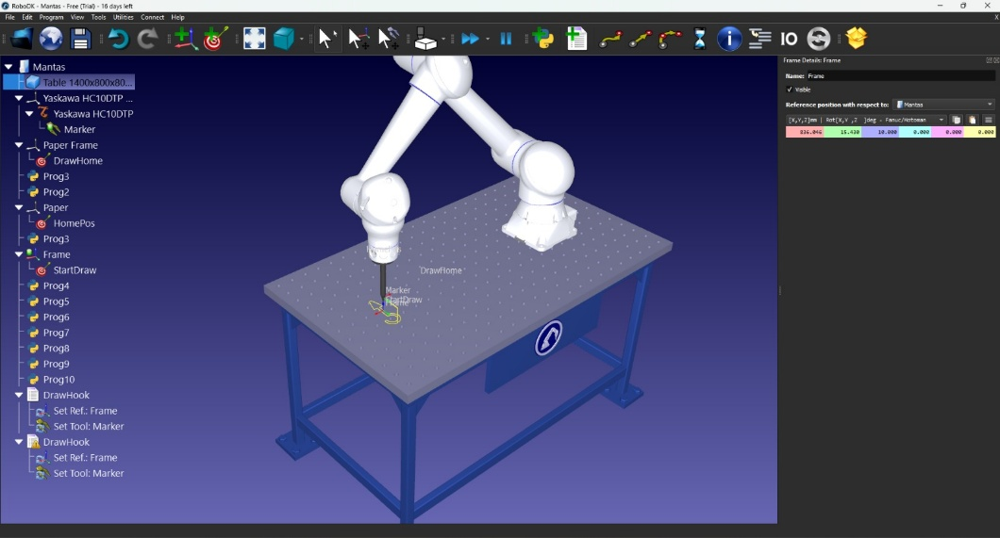 RoboDK - Mantas - Free (Trial) - 16 days left
File Edit Program View Tools Utilities Connect Help
Mantas
Table 1400x800x80...
Yaskawa HC10DTP ...
Yaskawa HC10DTP
Marker
Paper Frame
DrawHome
Prog3
Prog2
Paper
HomePos
Prog3
Frame
StartDraw
Prog4
Prog5
Prog6
Prog7
Prog8
Prog9
Prog10
DrawHook
Set Ref.: Frame
Set Tool: Marker
DrawHook
Set Ref.: Frame
Set Tool: Marker
IO
DrawHome
Marker
StartDraw
Frame Details: Frame
Name: Frame
Visible
Reference position with respect to: Mantas
[X,Y,Z]mm | Rot[X,Y ,Z ]deg - Fanuc/Motoman
15.430 10.000 0.000 0.000 0.000